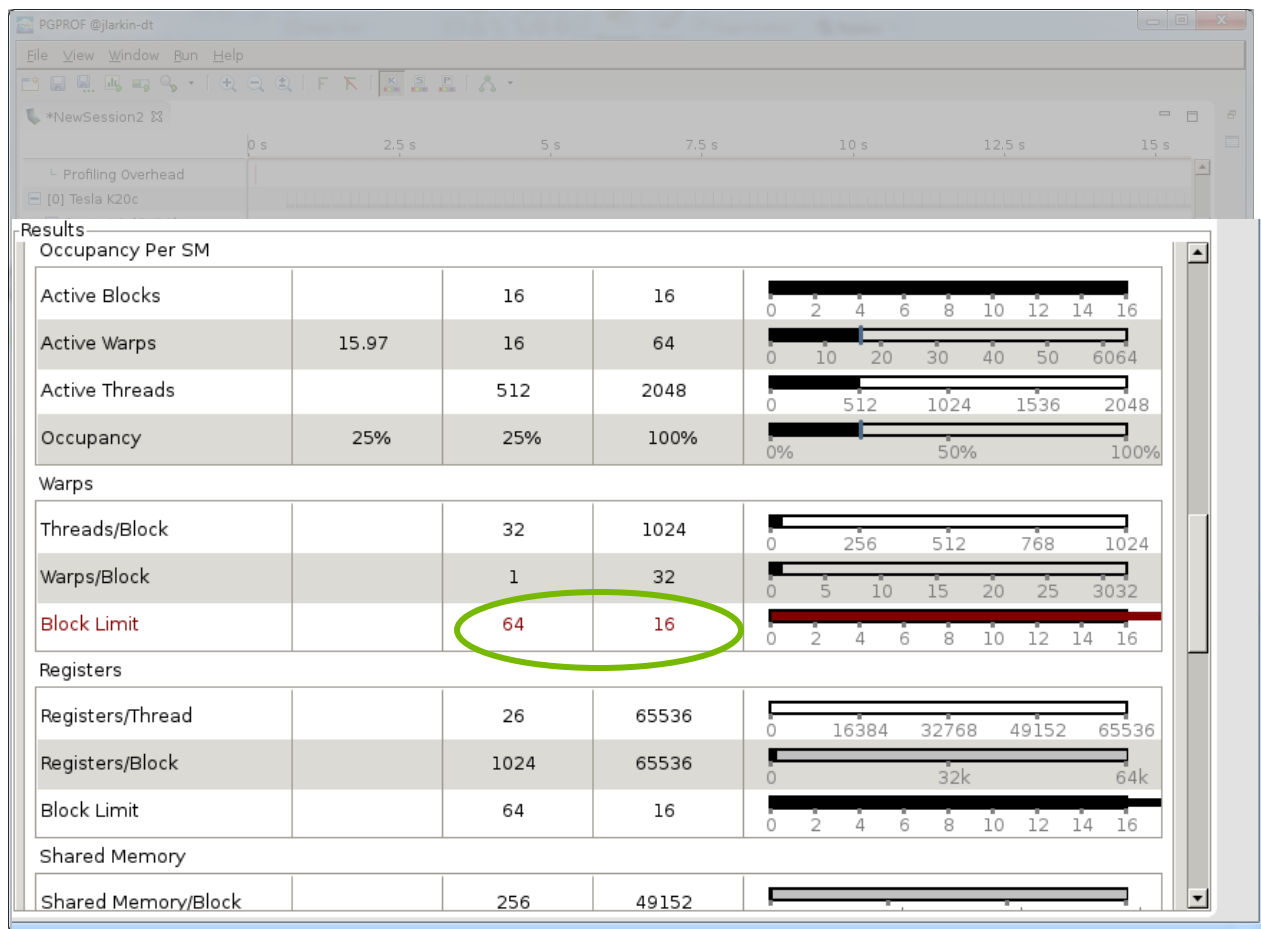 PGPROF @jlarkin-dt
File View Window Run Help
*NewSession2
0 s 2.5 s 5 s 7.5 s 10 s 12.5 s 15 s
Profiling Overhead
[0] Tesla K20c
Results
Occupancy Per SM
Active Blocks 16 16
0 2 4 6 8 10 12 14 16
Active Warps 15.97 16 64
0 10 20 30 40 50 6064
Active Threads 512 2048
0 512 1024 1536 2048
Occupancy 25% 25% 100%
0% 50% 100%
Warps
Threads/Block 32 1024
0 256 512 768 1024
Warps/Block 1 32
0 5 10 15 20 25 3032
Block Limit 64 16
0 2 4 6 8 10 12 14 16
Registers
Registers/Thread 26 65536
0 16384 32768 49152 65536
Registers/Block 1024 65536
0 32k 64k
Block Limit 64 16
0 2 4 6 8 10 12 14 16
Shared Memory
Shared Memory/Block 256 49152